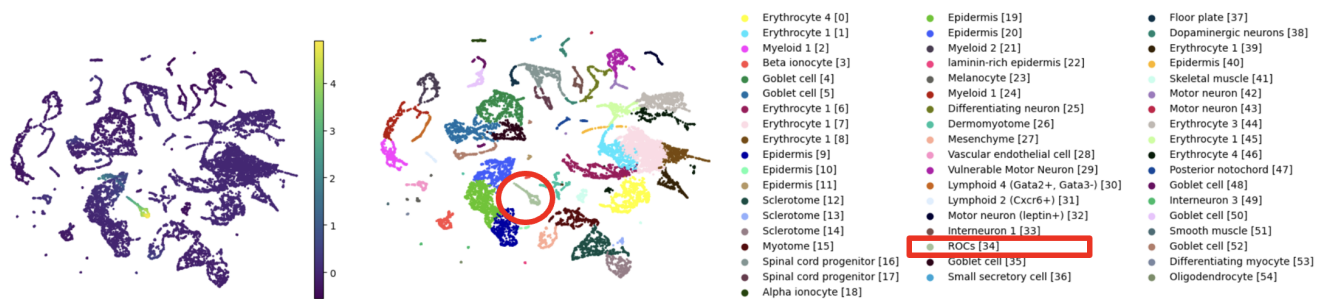 4
3
2
1
0
Erythrocyte 4 [0]
Erythrocyte 1 [1]
Myeloid 1 [2]
Beta ionocyte [3]
Goblet cell [4]
Goblet cell [5]
Erythrocyte 1 [6]
Erythrocyte 1 [7]
Erythrocyte 1 [8]
Epidermis [9]
Epidermis [10]
Epidermis [11]
Sclerotome [12]
Sclerotome [13]
Sclerotome [14]
Myotome [15]
Spinal cord progenitor [16]
Spinal cord progenitor [17]
Alpha ionocyte [18]
Epidermis [19]
Epidermis [20]
Myeloid 2 [21]
laminin-rich epidermis [22]
Melanocyte [23]
Myeloid 1 [24]
Differentiating neuron [25]
Dermomyotome [26]
Mesenchyme [27]
Vascular endothelial cell [28]
Vulnerable Motor Neuron [29]
Lymphoid 4 (Gata2+, Gata3-) [30]
Lymphoid 2 (Cxcr6+) [31]
Motor neuron (leptin+) [32]
Interneuron 1 [33]
ROCs [34]
Goblet cell [35]
Small secretory cell [36]
Floor plate [37]
Dopaminergic neurons [38]
Erythrocyte 1 [39]
Epidermis [40]
Skeletal muscle [41]
Motor neuron [42]
Motor neuron [43]
Erythrocyte 3 [44]
Erythrocyte 1 [45]
Erythrocyte 4 [46]
Posterior notochord [47]
Goblet cell [48]
Interneuron 3 [49]
Goblet cell [50]
Smooth muscle [51]
Goblet cell [52]
Differentiating myocyte [53]
Oligodendrocyte [54]